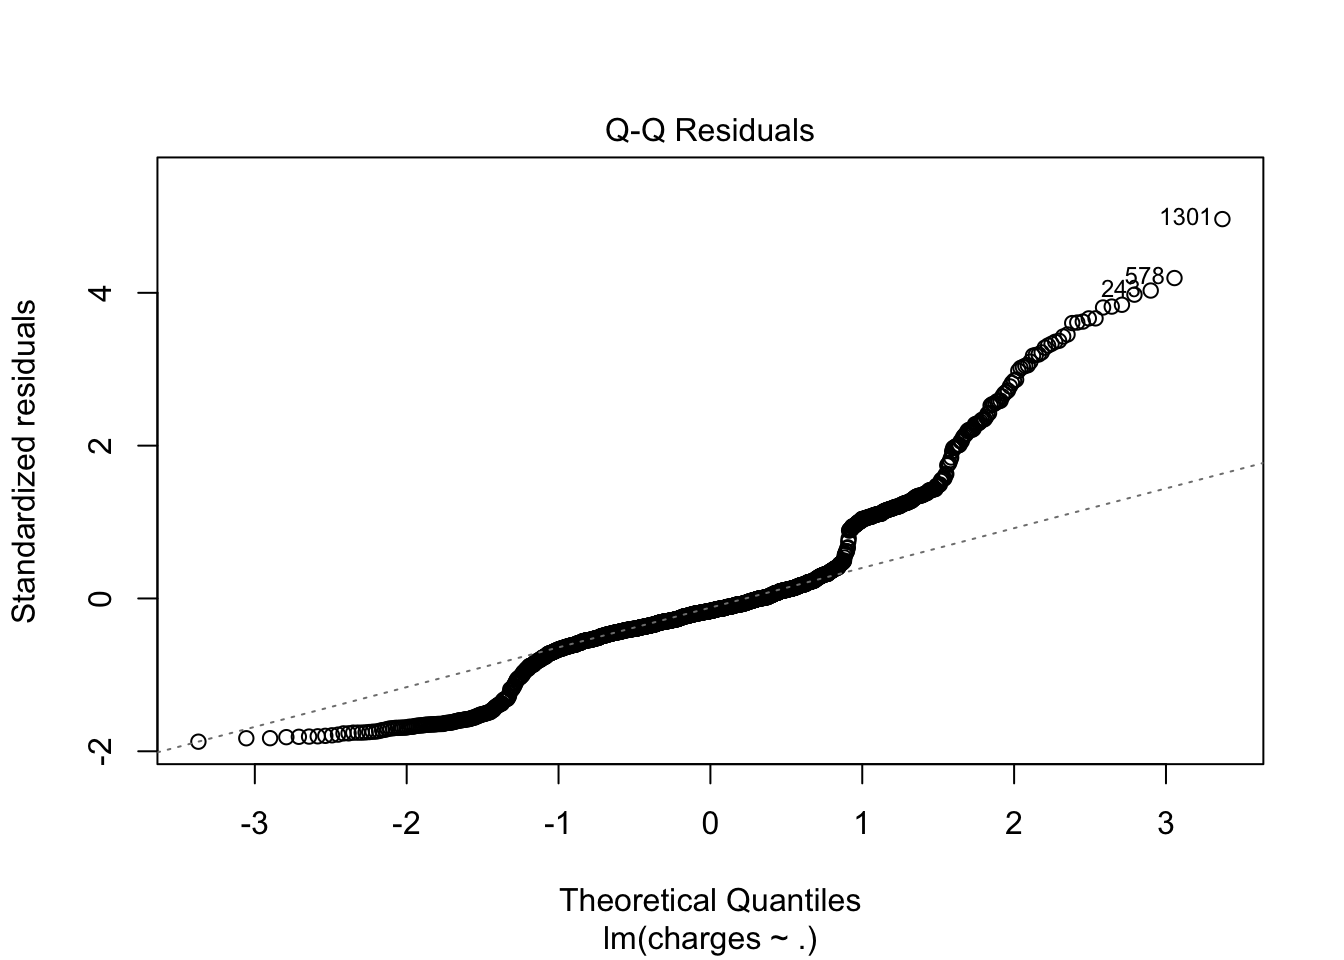 Q-Q Residuals
1301
578
243
Standardized residuals
4
2
0
-2
-3 -2 -1 0 1 2 3
Theoretical Quantiles
lm(charges ~ .)